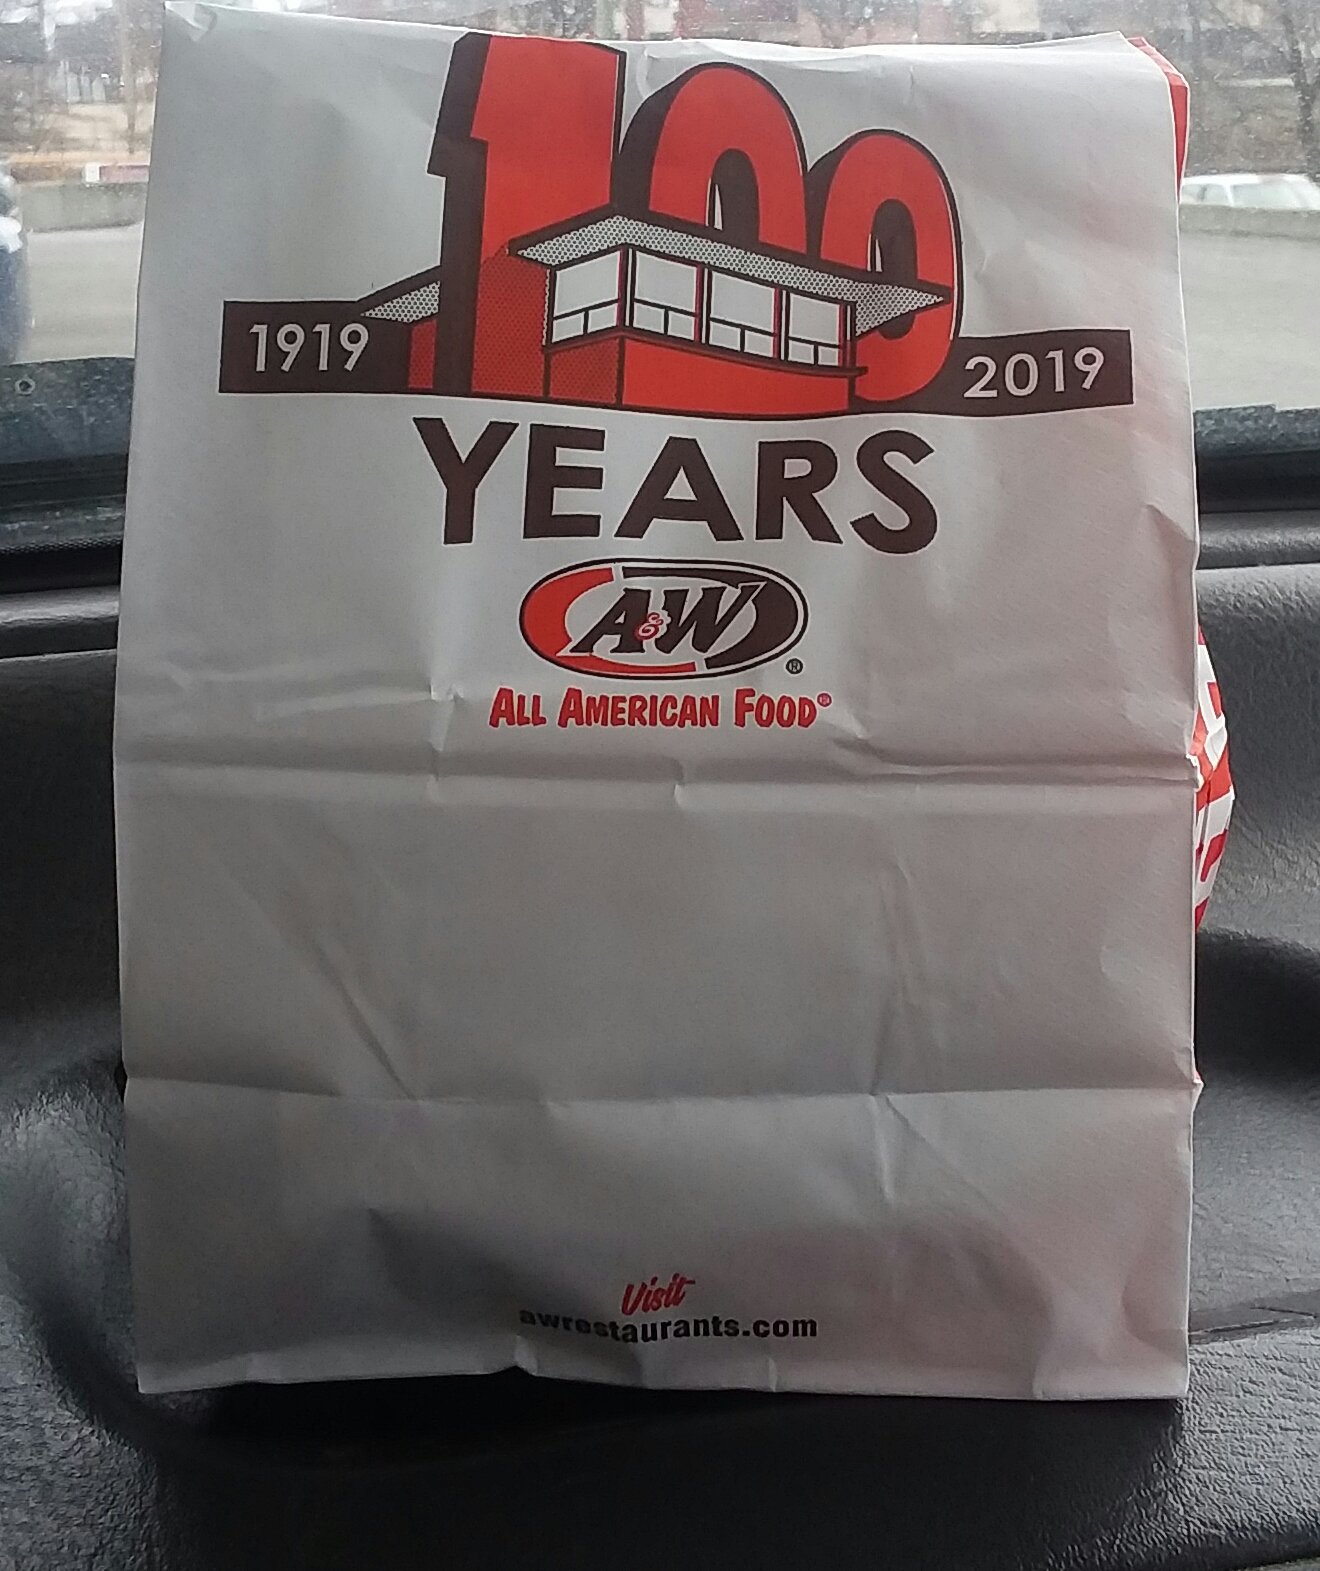 100
1919 2019
YEARS
A&W®
ALL AMERICAN FOOD®
Visit
awrestaurants.com